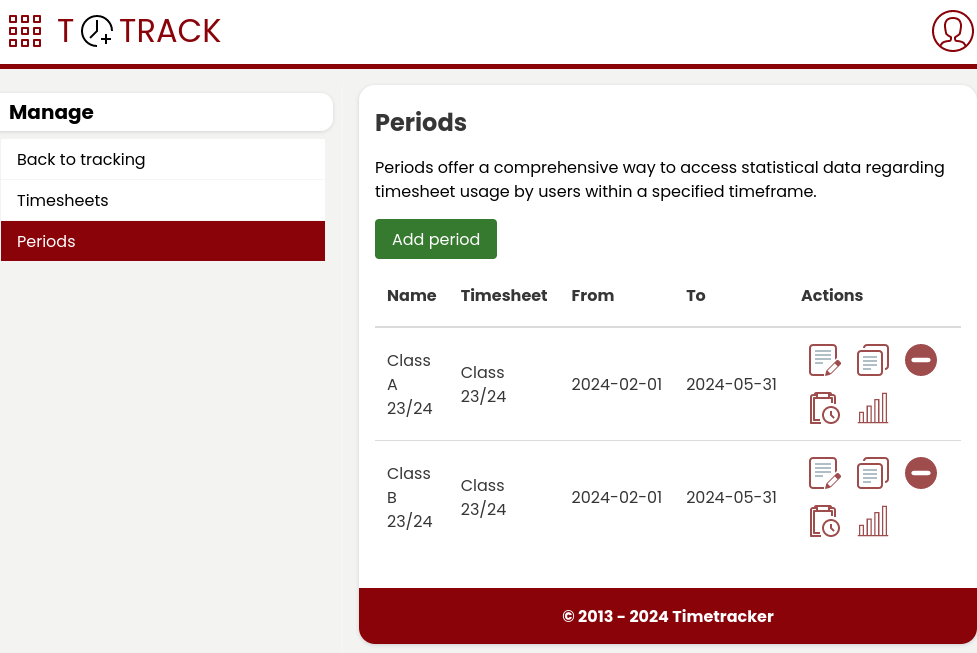 T TRACK
Manage
Back to tracking
Timesheets
Periods
Periods
Periods offer a comprehensive way to access statistical data regarding
timesheet usage by users within a specified timeframe.
Add period
Name Timesheet From To Actions
Class A 23/24 Class 23/24 2024-02-01 2024-05-31
Class B 23/24 Class 23/24 2024-02-01 2024-05-31
© 2013 - 2024 Timetracker